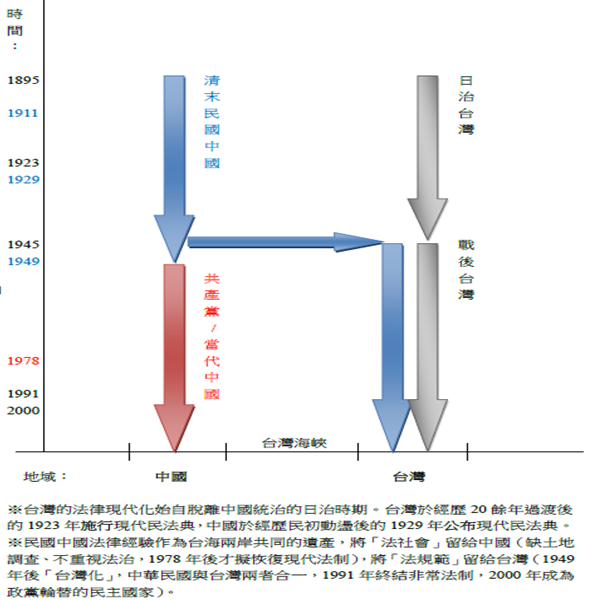 時
間
：
1895
1911
1923
1929
1945
1949
1978
1991
2000
清末民國中國
日治台灣
共產黨/當代中國
戰後台灣
台灣海峽
地域： 中國 台灣
※台灣的法律現代化始自脫離中國統治的日治時期。台灣於經歷 20 餘年過渡後
的 1923 年施行現代民法典，中國於經歷民初動盪後的 1929 年公布現代民法典。
※民國中國法律經驗作為台海兩岸共同的遺產，將「法社會」留給中國（缺土地
調查、不重視法治，1978 年後才擬恢復現代法制），將「法規範」留給台灣（1949
年後「台灣化」，中華民國與台灣兩者合一，1991 年終結非常法制，2000 年成為
政黨輪替的民主國家）。